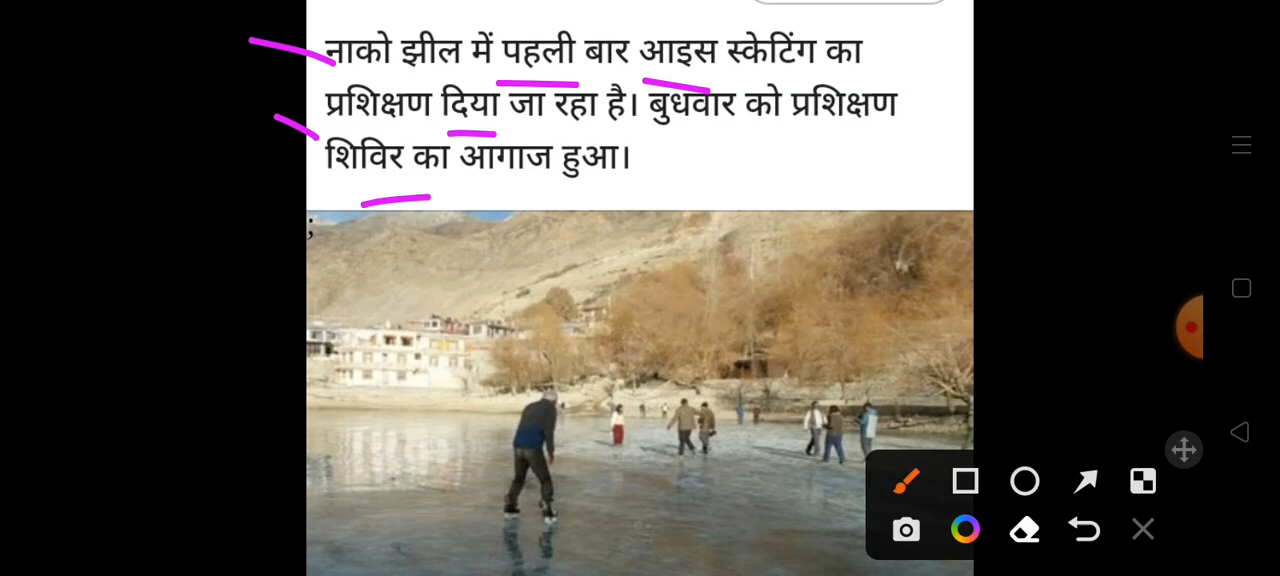 नाको झील में पहली बार आइस स्केटिंग का
प्रशिक्षण दिया जा रहा है। बुधवार को प्रशिक्षण
शिविर का आगाज हुआ।
;